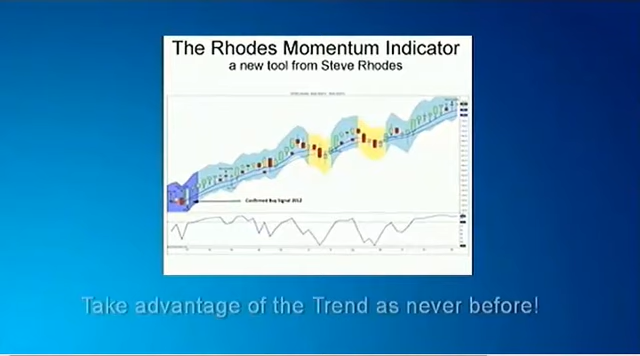 The Rhodes Momentum Indicator
a new tool from Steve Rhodes
Confirmed Buy Signal 2012
Take advantage of the Trend as never before!